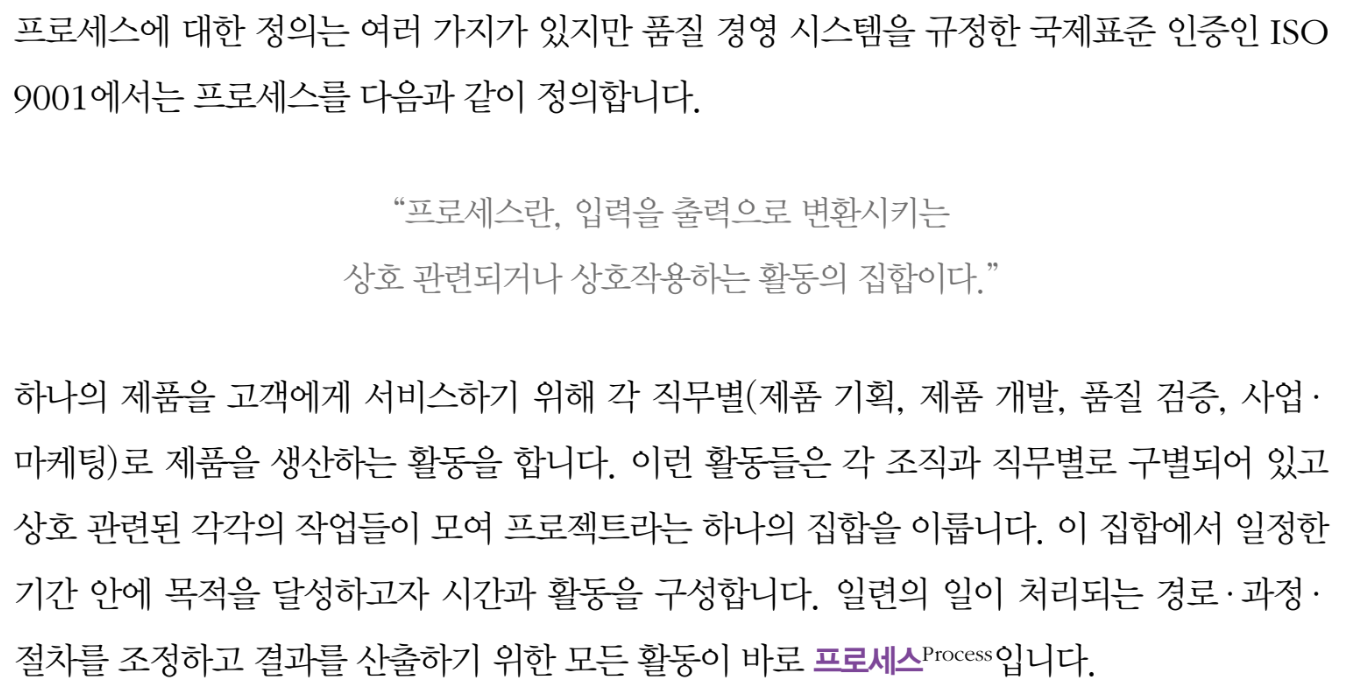 프로세스에 대한 정의는 여러 가지가 있지만 품질 경영 시스템을 규정한 국제표준 인증인 ISO
9001에서는 프로세스를 다음과 같이 정의합니다.
“프로세스란, 입력을 출력으로 변환시키는
상호 관련되거나 상호작용하는 활동의 집합이다.”
하나의 제품을 고객에게 서비스하기 위해 각 직무별(제품 기획, 제품 개발, 품질 검증, 사업·
마케팅)로 제품을 생산하는 활동을 합니다. 이런 활동들은 각 조직과 직무별로 구별되어 있고
상호 관련된 각각의 작업들이 모여 프로젝트라는 하나의 집합을 이룹니다. 이 집합에서 일정한
기간 안에 목적을 달성하고자 시간과 활동을 구성합니다. 일련의 일이 처리되는 경로·과정·
절차를 조정하고 결과를 산출하기 위한 모든 활동이 바로 프로세스Process입니다.